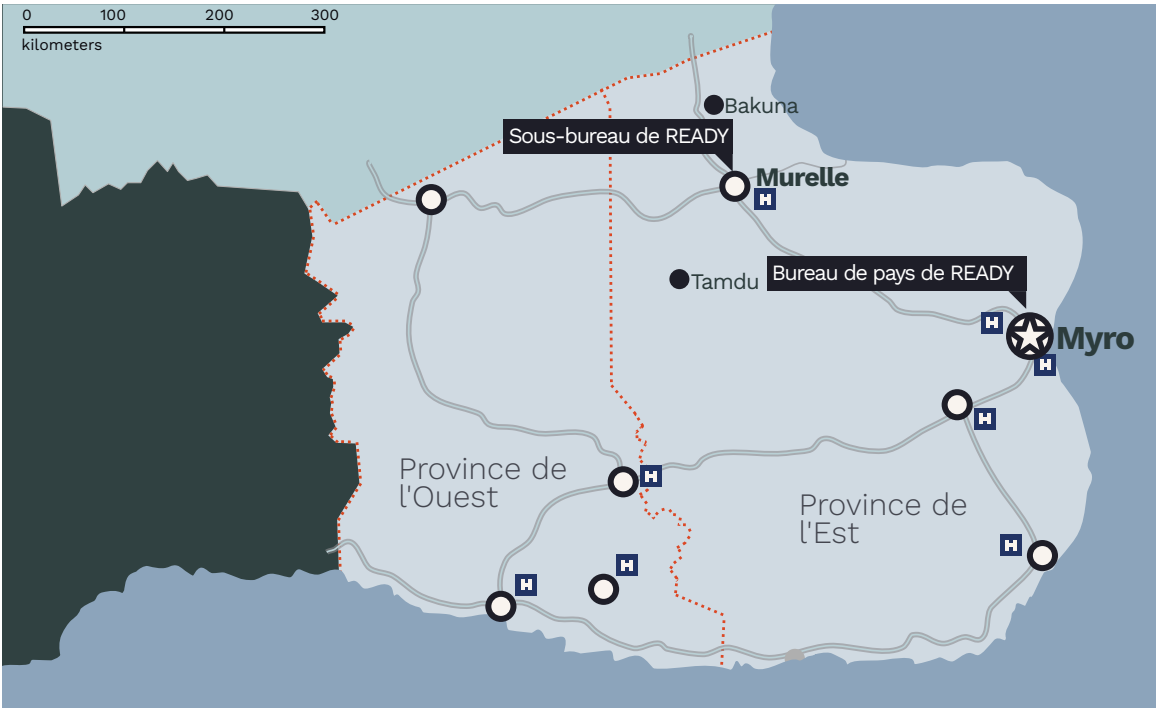 0 100 200 300
kilometers
Bakuna
Sous-bureau de READY
Murelle
H
Tamdu
Bureau de pays de READY
H
Myro
H
H
Province de
l'Ouest
H
Province de
l'Est
H
H
H